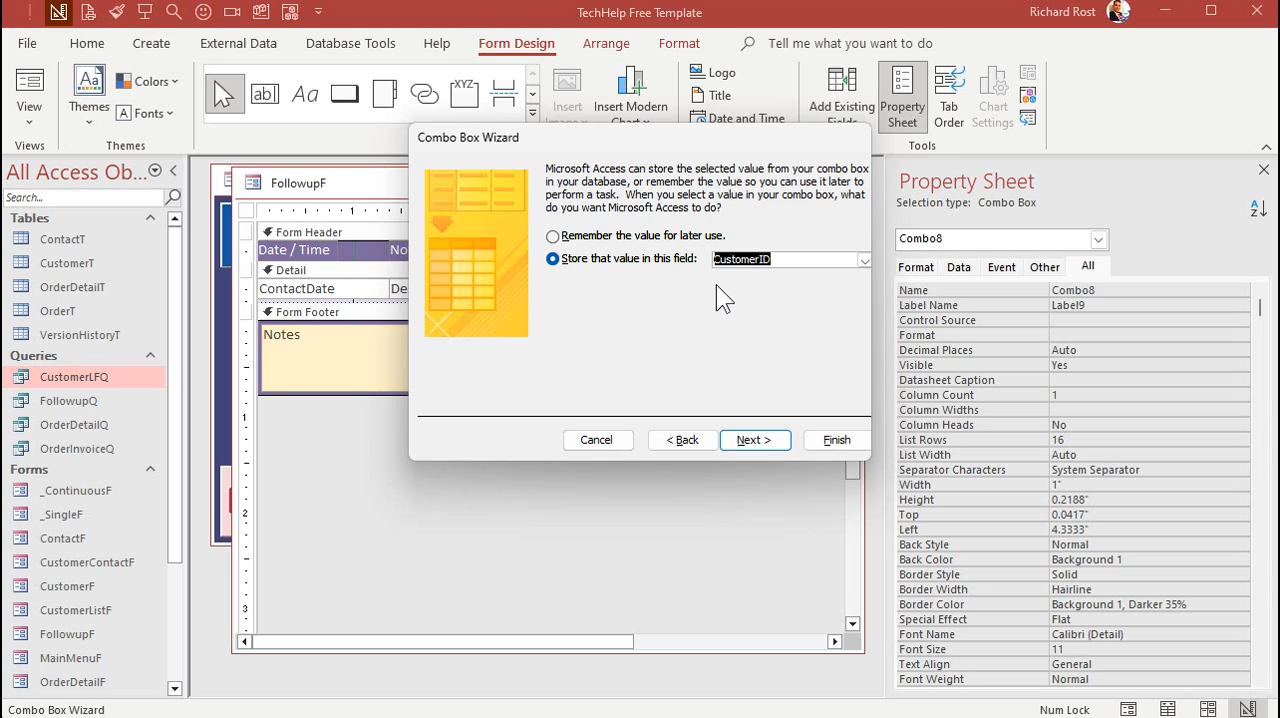 TechHelp Free Template
Richard Rost
File
Home
Create
External Data
Database Tools
Help
Form Design
Arrange
Format
Tell me what you want to do
View
Themes
Colors
Fonts
Themes
ab
Aa
XYZ
Insert
Insert Modern
Chart
Logo
Title
Date and Time
Add Existing
Fields
Property
Sheet
Tab
Order
Chart
Settings
Tools
All Access Ob...
Search...
Tables
ContactT
CustomerT
OrderDetailT
OrderT
VersionHistoryT
Queries
CustomerLFQ
FollowupQ
OrderDetailQ
OrderInvoiceQ
Forms
_ContinuousF
_SingleF
ContactF
CustomerContactF
CustomerF
CustomerListF
FollowupF
MainMenuF
OrderDetailF
FollowupF
1
Form Header
Date / Time
No
Detail
ContactDate
De
Form Footer
Notes
1
2
3
Combo Box Wizard
Microsoft Access can store the selected value from your combo box
in your database, or remember the value so you can use it later to
perform a task. When you select a value in your combo box, what
do you want Microsoft Access to do?
Remember the value for later use.
Store that value in this field:
CustomerID
Cancel
< Back
Next >
Finish
Property Sheet
Selection type: Combo Box
Combo8
Format
Data
Event
Other
All
Name Combo8
Label Name Label9
Control Source
Format
Decimal Places Auto
Visible Yes
Datasheet Caption
Column Count 1
Column Widths
Column Heads No
List Rows 16
List Width Auto
Separator Characters System Separator
Width 1"
Height 0.2188"
Top 0.0417"
Left 4.3333"
Back Style Normal
Back Color Background 1
Border Style Solid
Border Width Hairline
Border Color Background 1, Darker 35%
Special Effect Flat
Font Name Calibri (Detail)
Font Size 11
Text Align General
Font Weight Normal
Combo Box Wizard
Num Lock